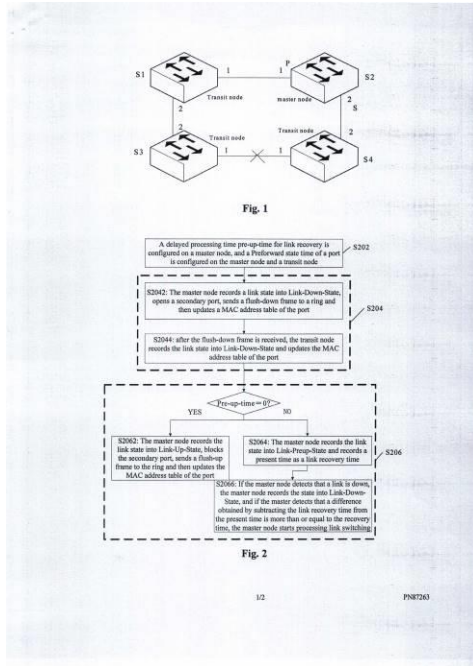 S1
1
1
P
S2
Transit node
master node
2
2
S
2
Transit node
Transit node
2
S3
1
1
S4
Fig. 1
A delayed processing time pre-up-time for link recovery is
configured on a master node, and a Preforward state time of a port
is configured on the master node and a transit node
S202
S2042: The master node records a link state into Link-Down-State,
opens a secondary port, sends a flush-down frame to a ring and
then updates a MAC address table of the port
S204
S2044: after the flush-down frame is received, the transit node
records the link state into Link-Down-State and updates the MAC
address table of the port
Pre-up-time=0?
YES
NO
S2062: The master node records the
link state into Link-Up-State, blocks
the secondary port, sends a flush-up
frame to the ring and then updates the
MAC address table of the port
S2064: The master node records the link
state into Link-Preup-State and records a
present time as a link recovery time
S206
S2066: If the master node detects that a link is down,
the master node records the state into Link-Down-
State, and if the master detects that a difference
obtained by subtracting the link recovery time from
the present time is more than or equal to the recovery
time, the master node starts processing link switching
Fig. 2
1/2
PN87263